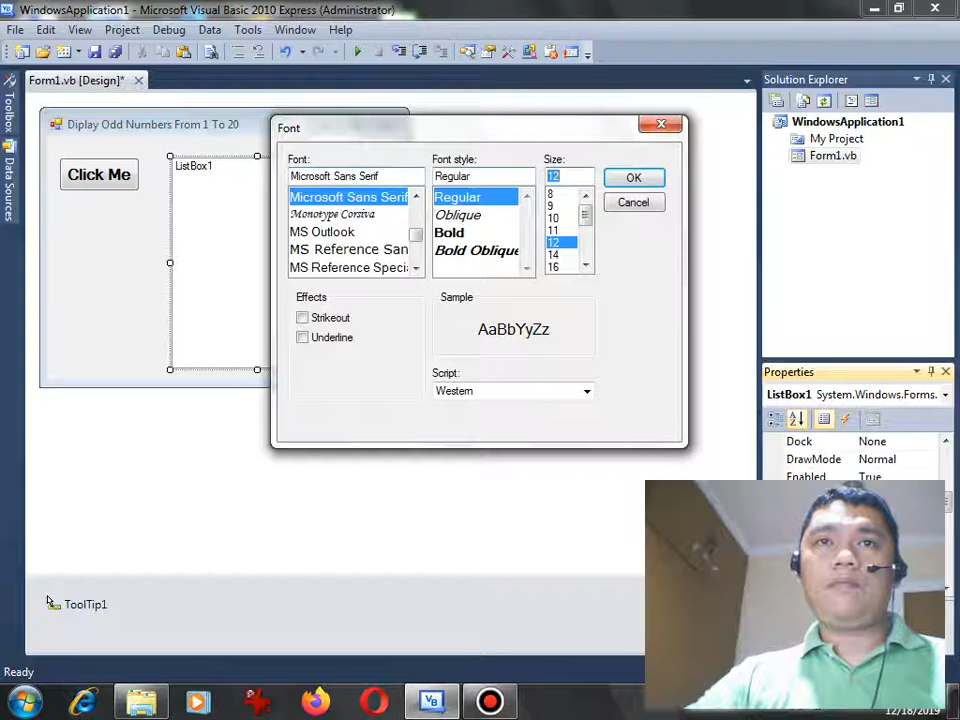 WindowsApplication1 - Microsoft Visual Basic 2010 Express (Administrator)
File Edit View Project Debug Data Tools Window Help
Form1.vb [Design]*
Toolbox
Data Sources
Diplay Odd Numbers From 1 To 20
Click Me
ListBox1
Font
Font:
Font style:
Size:
Microsoft Sans Serif
Regular
12
OK
Cancel
Microsoft Sans Serif
Monotype Corsiva
MS Outlook
MS Reference San
MS Reference Speci
Regular
Oblique
Bold
Bold Oblique
8
9
10
11
12
14
16
Effects
Strikeout
Underline
Sample
AaBbYyZz
Script:
Western
Solution Explorer
WindowsApplication1
My Project
Form1.vb
Properties
ListBox1 System.Windows.Forms.
Dock None
DrawMode Normal
Enabled True
ToolTip1
Ready
12/18/2019